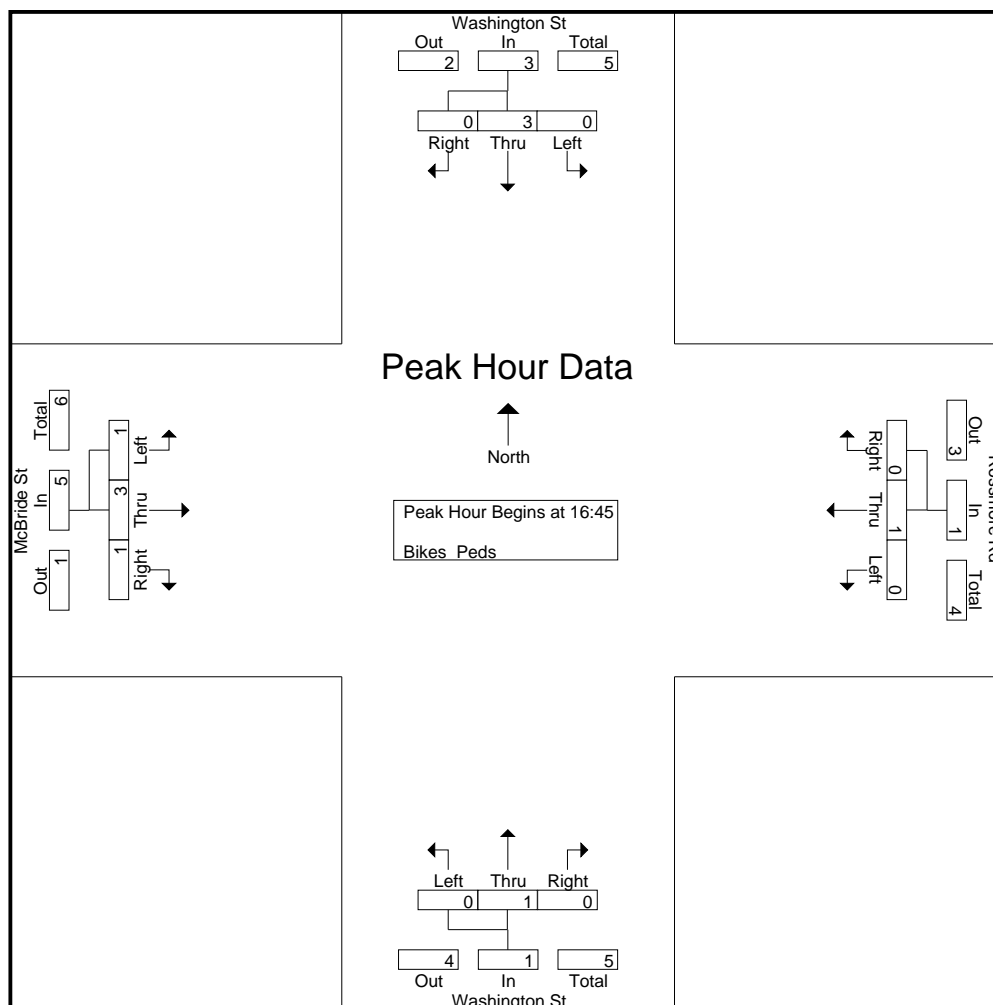 Washington St
Out In Total
2 3 5
0 3 0
Right Thru Left
Peak Hour Data
North
Peak Hour Begins at 16:45
Bikes Peds
McBride St
Total In Out
6 5 1
1 3 1
Left Thru Right
Out In Total
3 1 4
0 1 0
Right Thru Left
Left Thru Right
0 1 0
4 1 5
Out In Total
Washington St